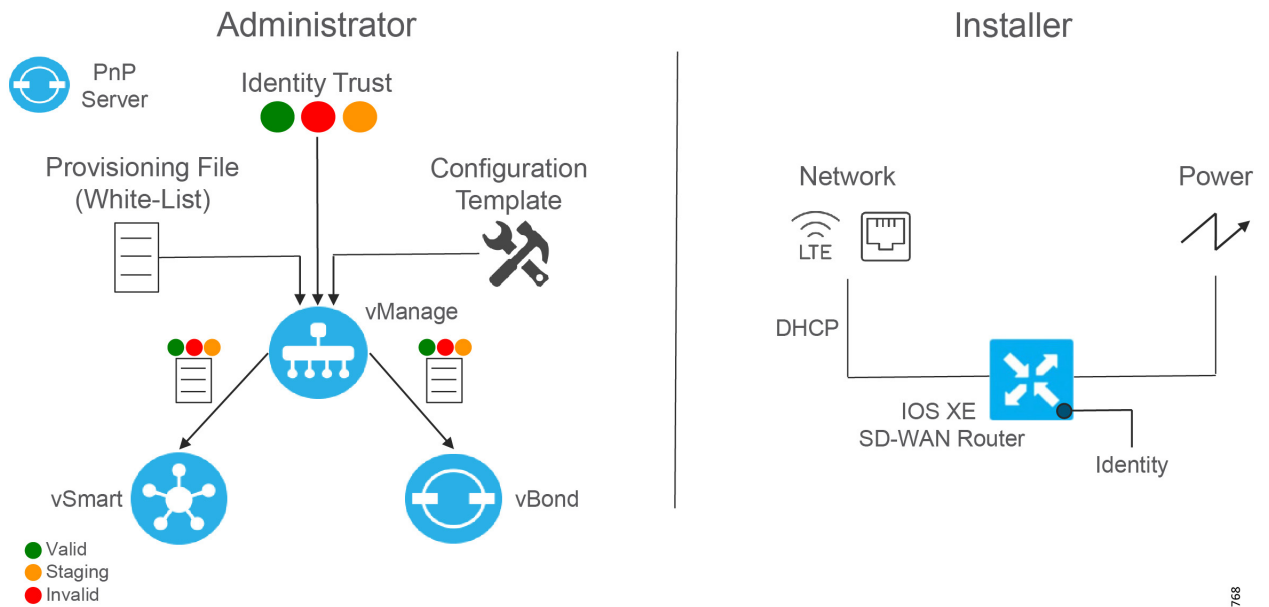 Administrator
Installer
PnP
Server
Identity Trust
Provisioning File
(White-List)
Configuration
Template
vManage
vSmart
vBond
Valid
Staging
Invalid
Network
Power
LTE
DHCP
IOS XE
SD-WAN Router
Identity
768